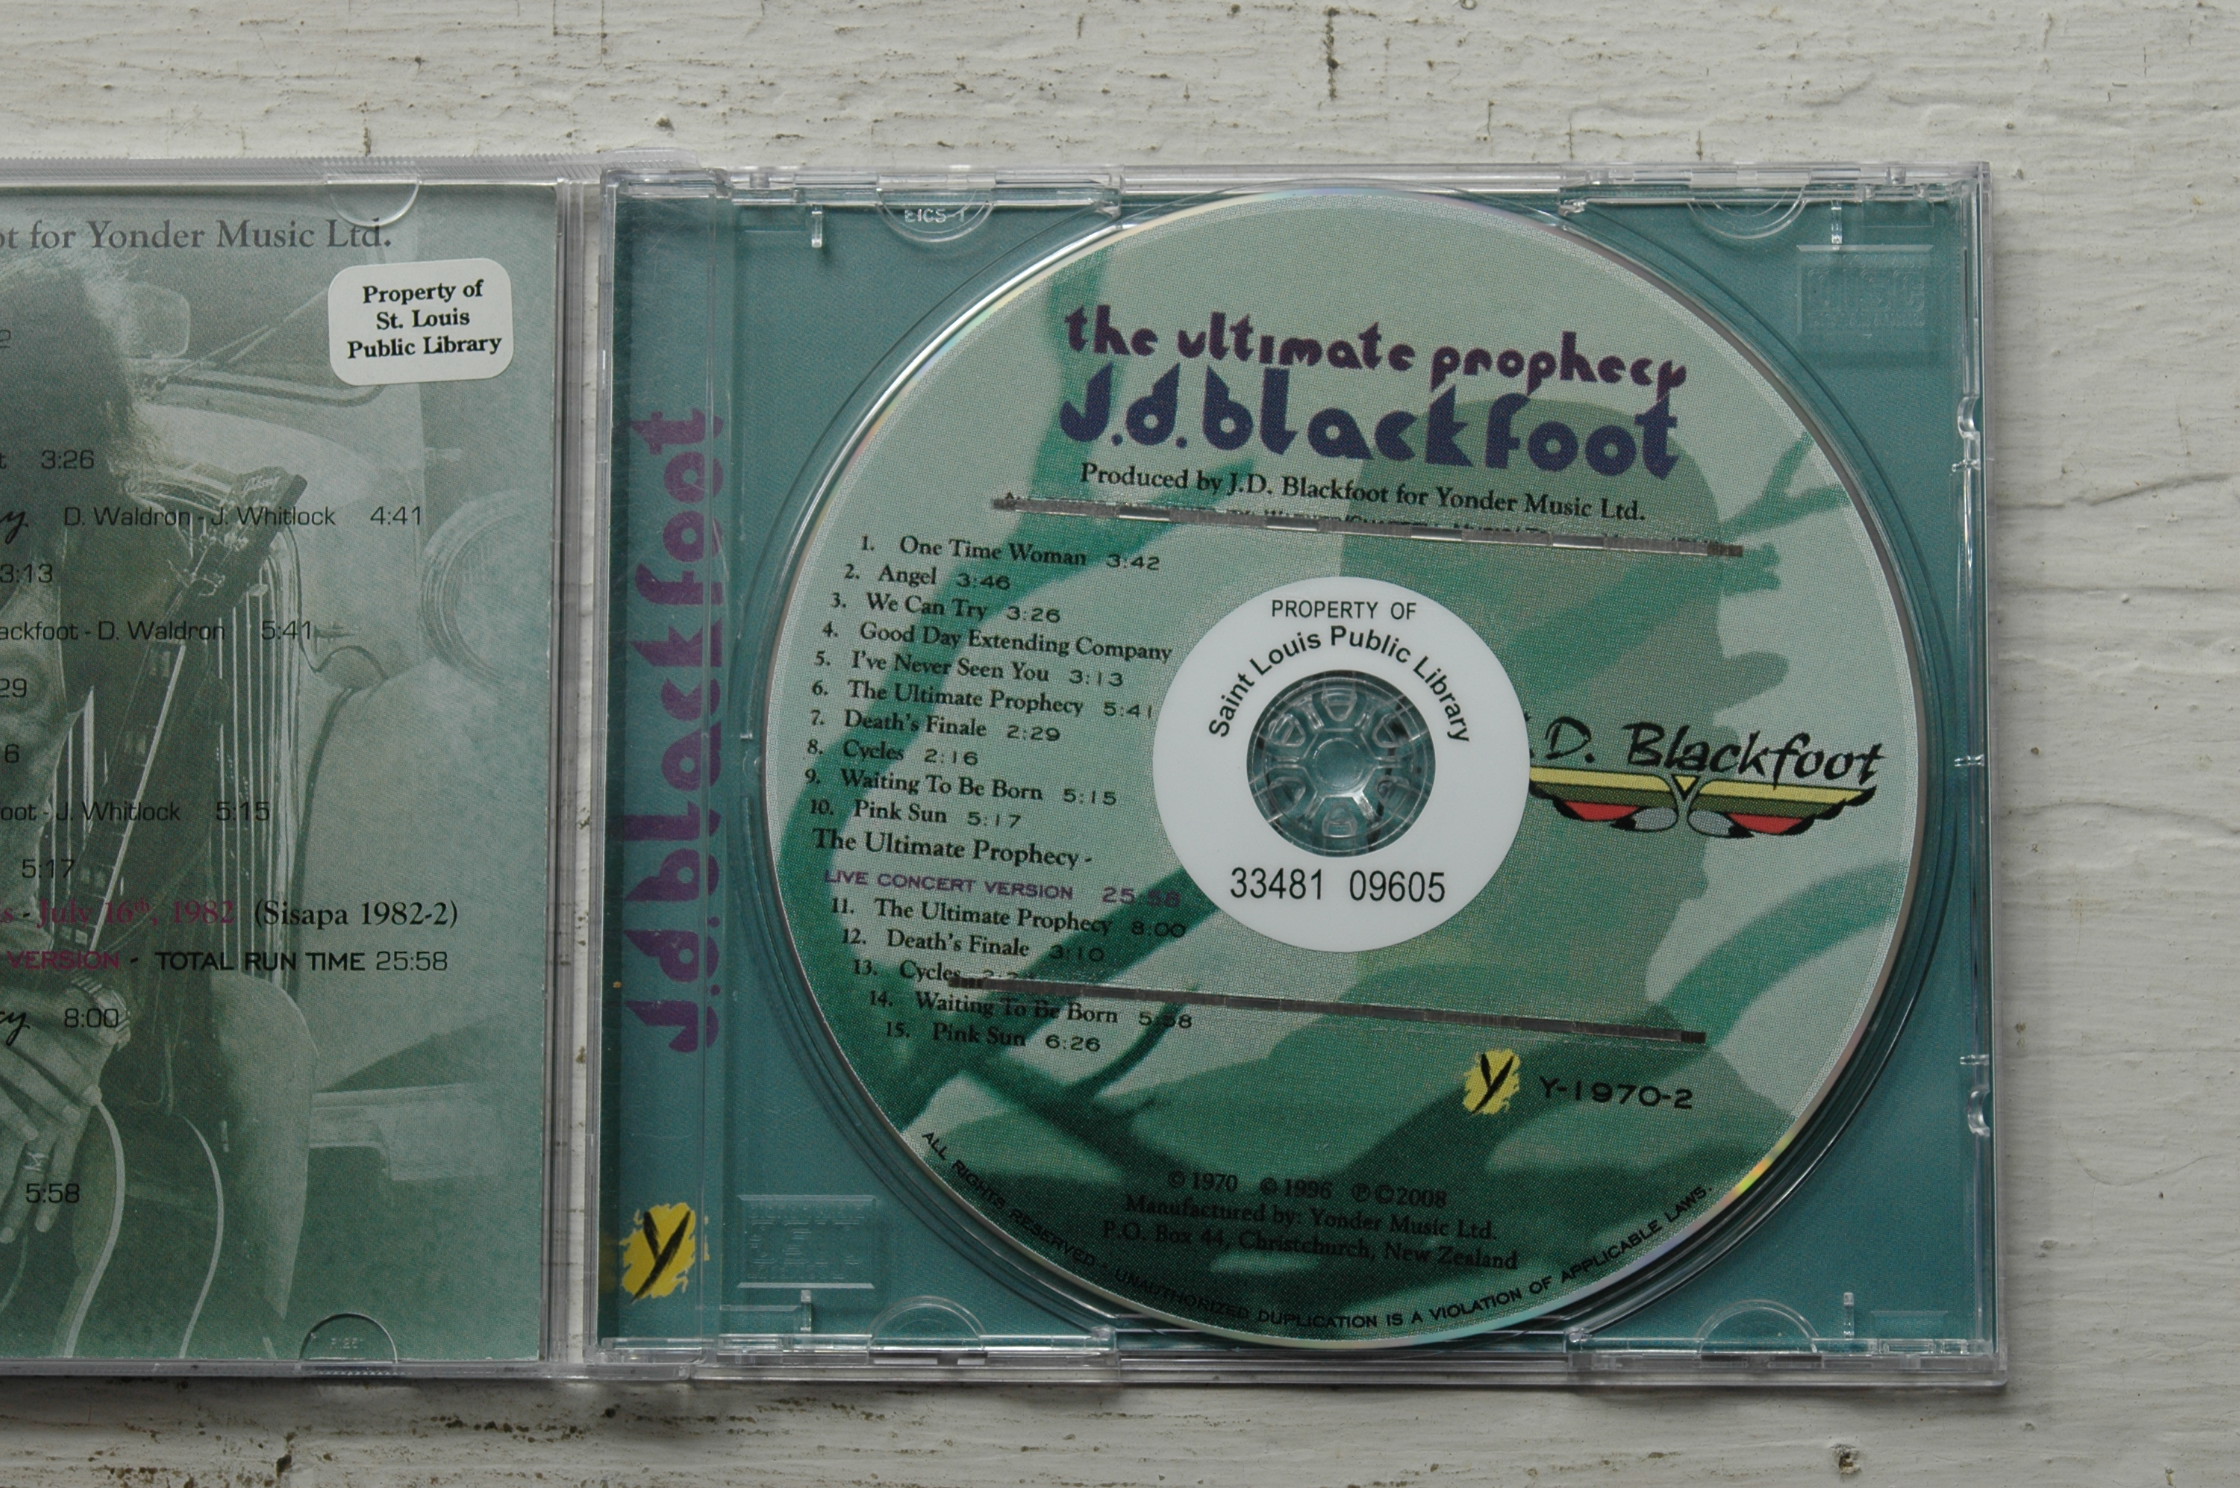 ot for Yonder Music Ltd.
Property of
St. Louis
Public Library
2
t 3:26
y D. Waldron - J. Whitlock 4:41
3:13
ackfoot - D. Waldron 5:41
29
6
oot - J. Whitlock 5:15
5:17
s - July 16th, 1982 (Sisapa 1982-2)
VERSION - TOTAL RUN TIME 25:58
cy 8:00
5:58
J.d.blackfoot
y
the ultimate prophecy
J.d.blackfoot
Produced by J.D. Blackfoot for Yonder Music Ltd.
1. One Time Woman 3:42
2. Angel 3:46
3. We Can Try 3:26
4. Good Day Extending Company
5. I've Never Seen You 3:13
6. The Ultimate Prophecy 5:41
7. Death's Finale 2:29
8. Cycles 2:16
9. Waiting To Be Born 5:15
10. Pink Sun 5:17
The Ultimate Prophecy -
LIVE CONCERT VERSION 25:58
11. The Ultimate Prophecy 8:00
12. Death's Finale 3:10
13. Cycles
14. Waiting To Be Born 5:58
15. Pink Sun 6:26
PROPERTY OF
Saint Louis Public Library
33481 09605
.D. Blackfoot
y Y-1970-2
© 1970 © 1996 ℗©2008
Manufactured by: Yonder Music Ltd.
P.O. Box 44, Christchurch, New Zealand
ALL RIGHTS RESERVED - UNAUTHORIZED DUPLICATION IS A VIOLATION OF APPLICABLE LAWS.